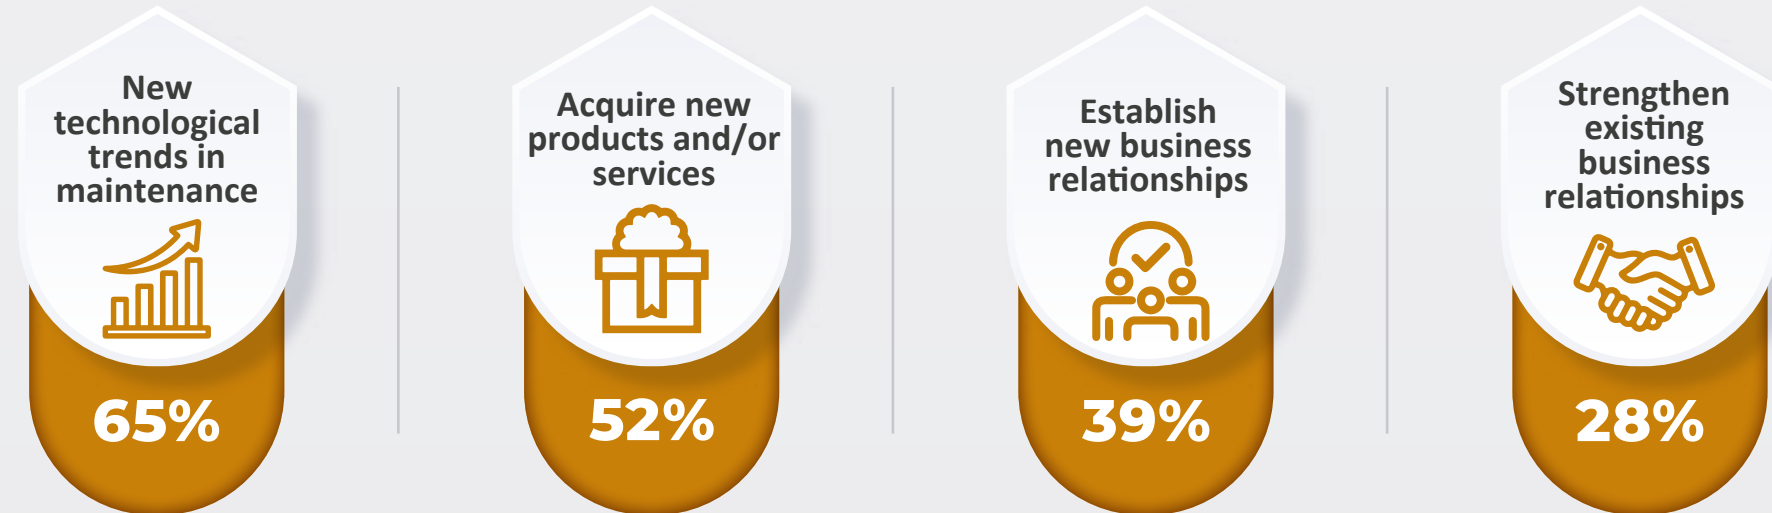 New
technological
trends in
maintenance
65%
Acquire new
products and/or
services
52%
Establish
new business
relationships
39%
Strengthen
existing
business
relationships
28%